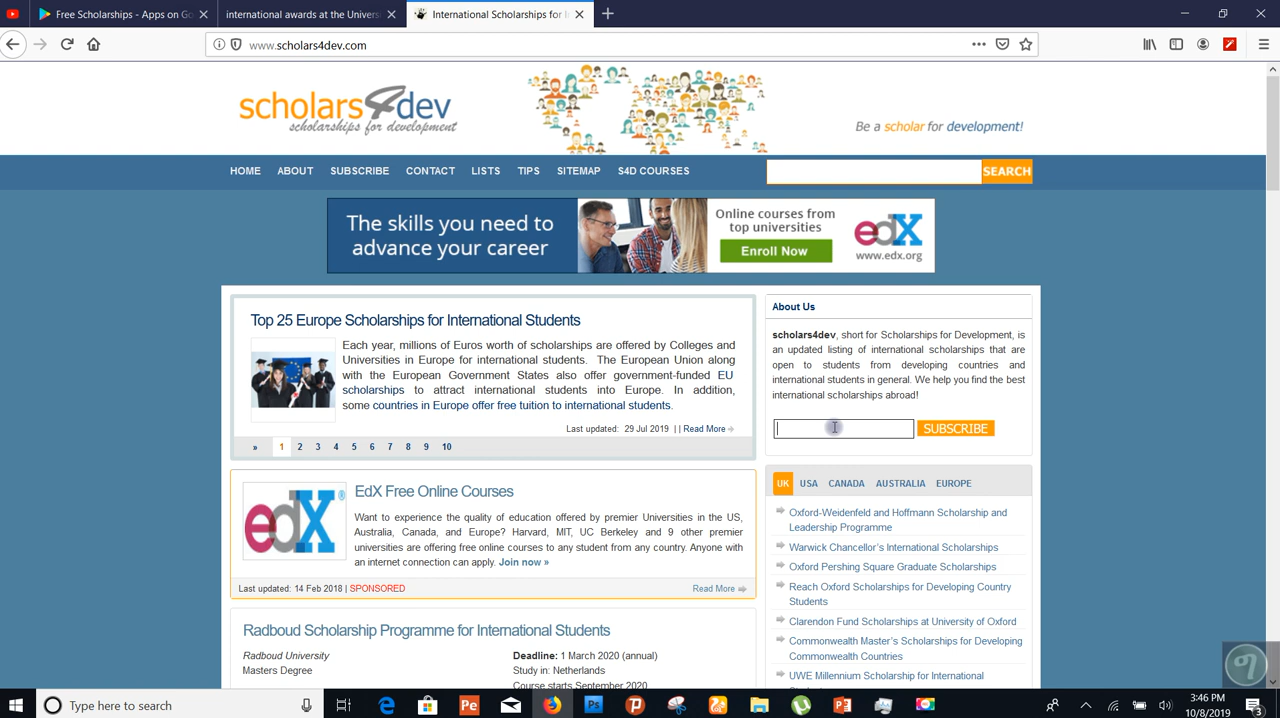 Free Scholarships - Apps on Go
international awards at the Universi
International Scholarships for I
www.scholars4dev.com
scholars4dev
scholarships for development
Be a scholar for development!
HOME ABOUT SUBSCRIBE CONTACT LISTS TIPS SITEMAP S4D COURSES
SEARCH
The skills you need to
advance your career
Online courses from
top universities
Enroll Now
edX
www.edx.org
Top 25 Europe Scholarships for International Students
Each year, millions of Euros worth of scholarships are offered by Colleges and
Universities in Europe for international students. The European Union along
with the European Government States also offer government-funded EU
scholarships to attract international students into Europe. In addition,
some countries in Europe offer free tuition to international students.
Last updated: 29 Jul 2019 | | Read More
» 1 2 3 4 5 6 7 8 9 10
edX®
EdX Free Online Courses
Want to experience the quality of education offered by premier Universities in the US,
Australia, Canada, and Europe? Harvard, MIT, UC Berkeley and 9 other premier
universities are offering free online courses to any student from any country. Anyone with
an internet connection can apply. Join now »
Last updated: 14 Feb 2018 | SPONSORED
Read More
Radboud Scholarship Programme for International Students
Radboud University
Masters Degree
Deadline: 1 March 2020 (annual)
Study in: Netherlands
Course starts September 2020
About Us
scholars4dev, short for Scholarships for Development, is
an updated listing of international scholarships that are
open to students from developing countries and
international students in general. We help you find the best
international scholarships abroad!
SUBSCRIBE
UK USA CANADA AUSTRALIA EUROPE
Oxford-Weidenfeld and Hoffmann Scholarship and
Leadership Programme
Warwick Chancellor's International Scholarships
Oxford Pershing Square Graduate Scholarships
Reach Oxford Scholarships for Developing Country
Students
Clarendon Fund Scholarships at University of Oxford
Commonwealth Master's Scholarships for Developing
Commonwealth Countries
UWE Millennium Scholarship for International
Type here to search
3:46 PM
10/8/2019
3